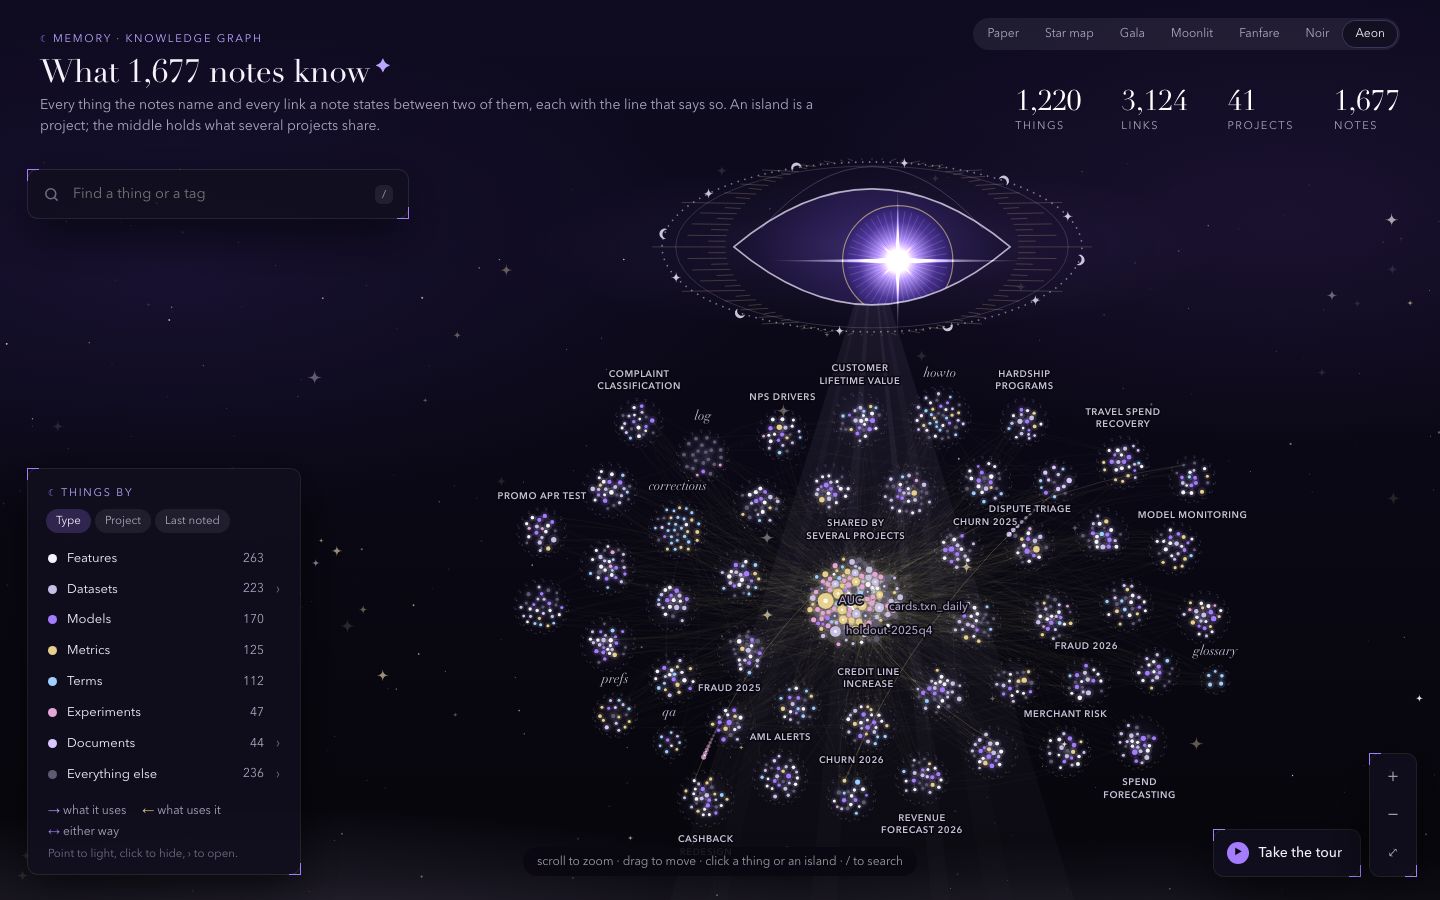 MEMORY · KNOWLEDGE GRAPH
What 1,677 notes know
Every thing the notes name and every link a note states between two of them, each with the line that says so. An island is a
project; the middle holds what several projects share.
Paper Star map Gala Moonlit Fanfare Noir Aeon
1,220 3,124 41 1,677
THINGS LINKS PROJECTS NOTES
Find a thing or a tag /
COMPLAINT
CLASSIFICATION
log
NPS DRIVERS
CUSTOMER
LIFETIME VALUE
howto
HARDSHIP
PROGRAMS
TRAVEL SPEND
RECOVERY
PROMO APR TEST
corrections
SHARED BY
SEVERAL PROJECTS
DISPUTE TRIAGE
CHURN 2025
MODEL MONITORING
AUC
cards.txn_daily
holdout-2025q4
FRAUD 2026
glossary
prefs
FRAUD 2025
CREDIT LINE
INCREASE
qa
MERCHANT RISK
AML ALERTS
CHURN 2026
SPEND
FORECASTING
REVENUE
FORECAST 2026
CASHBACK
REDESIGN
THINGS BY
Type Project Last noted
Features 263
Datasets 223 ›
Models 170
Metrics 125
Terms 112
Experiments 47
Documents 44 ›
Everything else 236 ›
→ what it uses ← what uses it
↔ either way
Point to light, click to hide, › to open.
scroll to zoom · drag to move · click a thing or an island · / to search
Take the tour
+
−